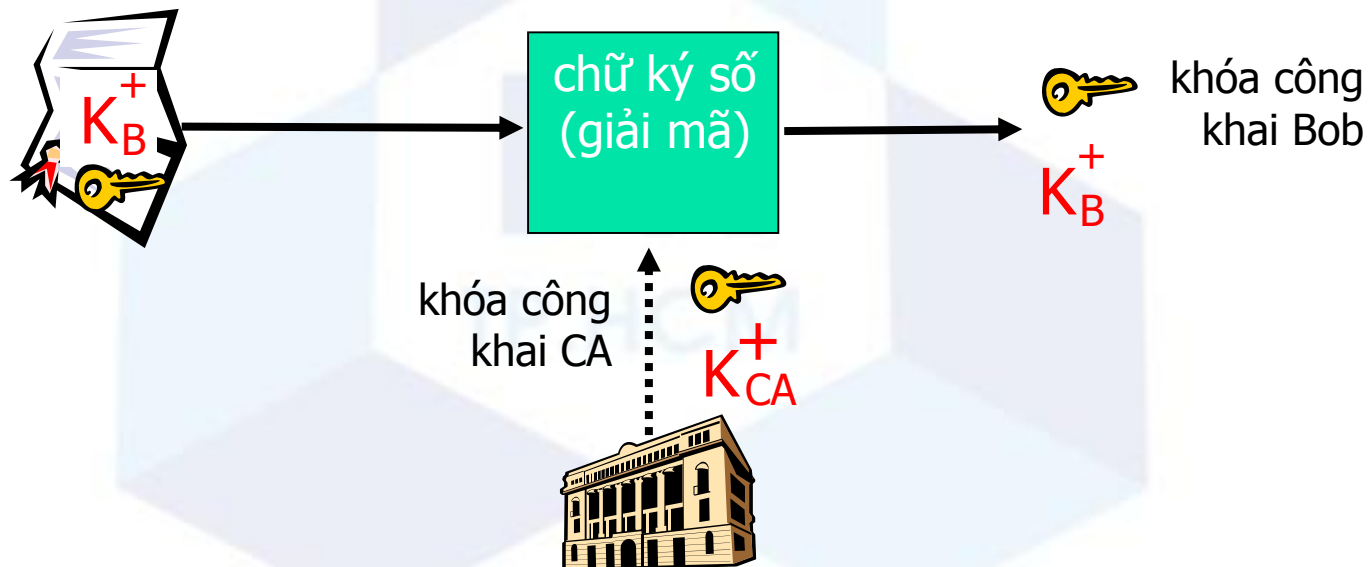 K_B^+
chữ ký số
(giải mã)
khóa công
khai Bob
K_B^+
khóa công
khai CA
K_CA^+